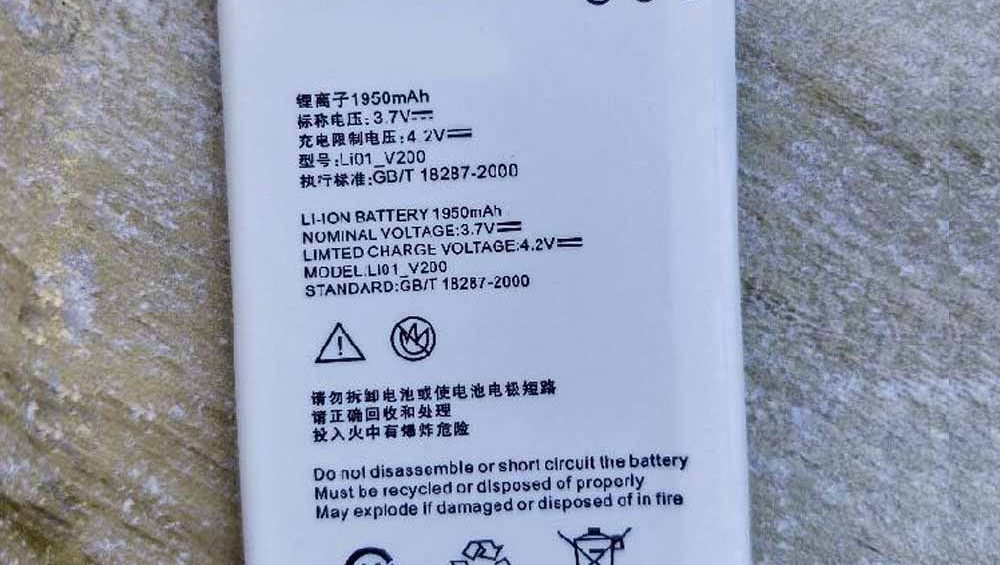 锂离子1950mAh
标称电压:3.7V
充电限制电压:4.2V
型号:Li01_V200
执行标准:GB/T 18287-2000
LI-ION BATTERY 1950mAh
NOMINAL VOLTAGE:3.7V
LIMTED CHARGE VOLTAGE:4.2V
MODEL:LI01_V200
STANDARD:GB/T 18287-2000
请勿拆卸电池或使电池电极短路
请正确回收和处理
投入火中有爆炸危险
Do not disassemble or short circuit the battery
Must be recycled or disposed of properly
May explode if damaged or disposed of in fire